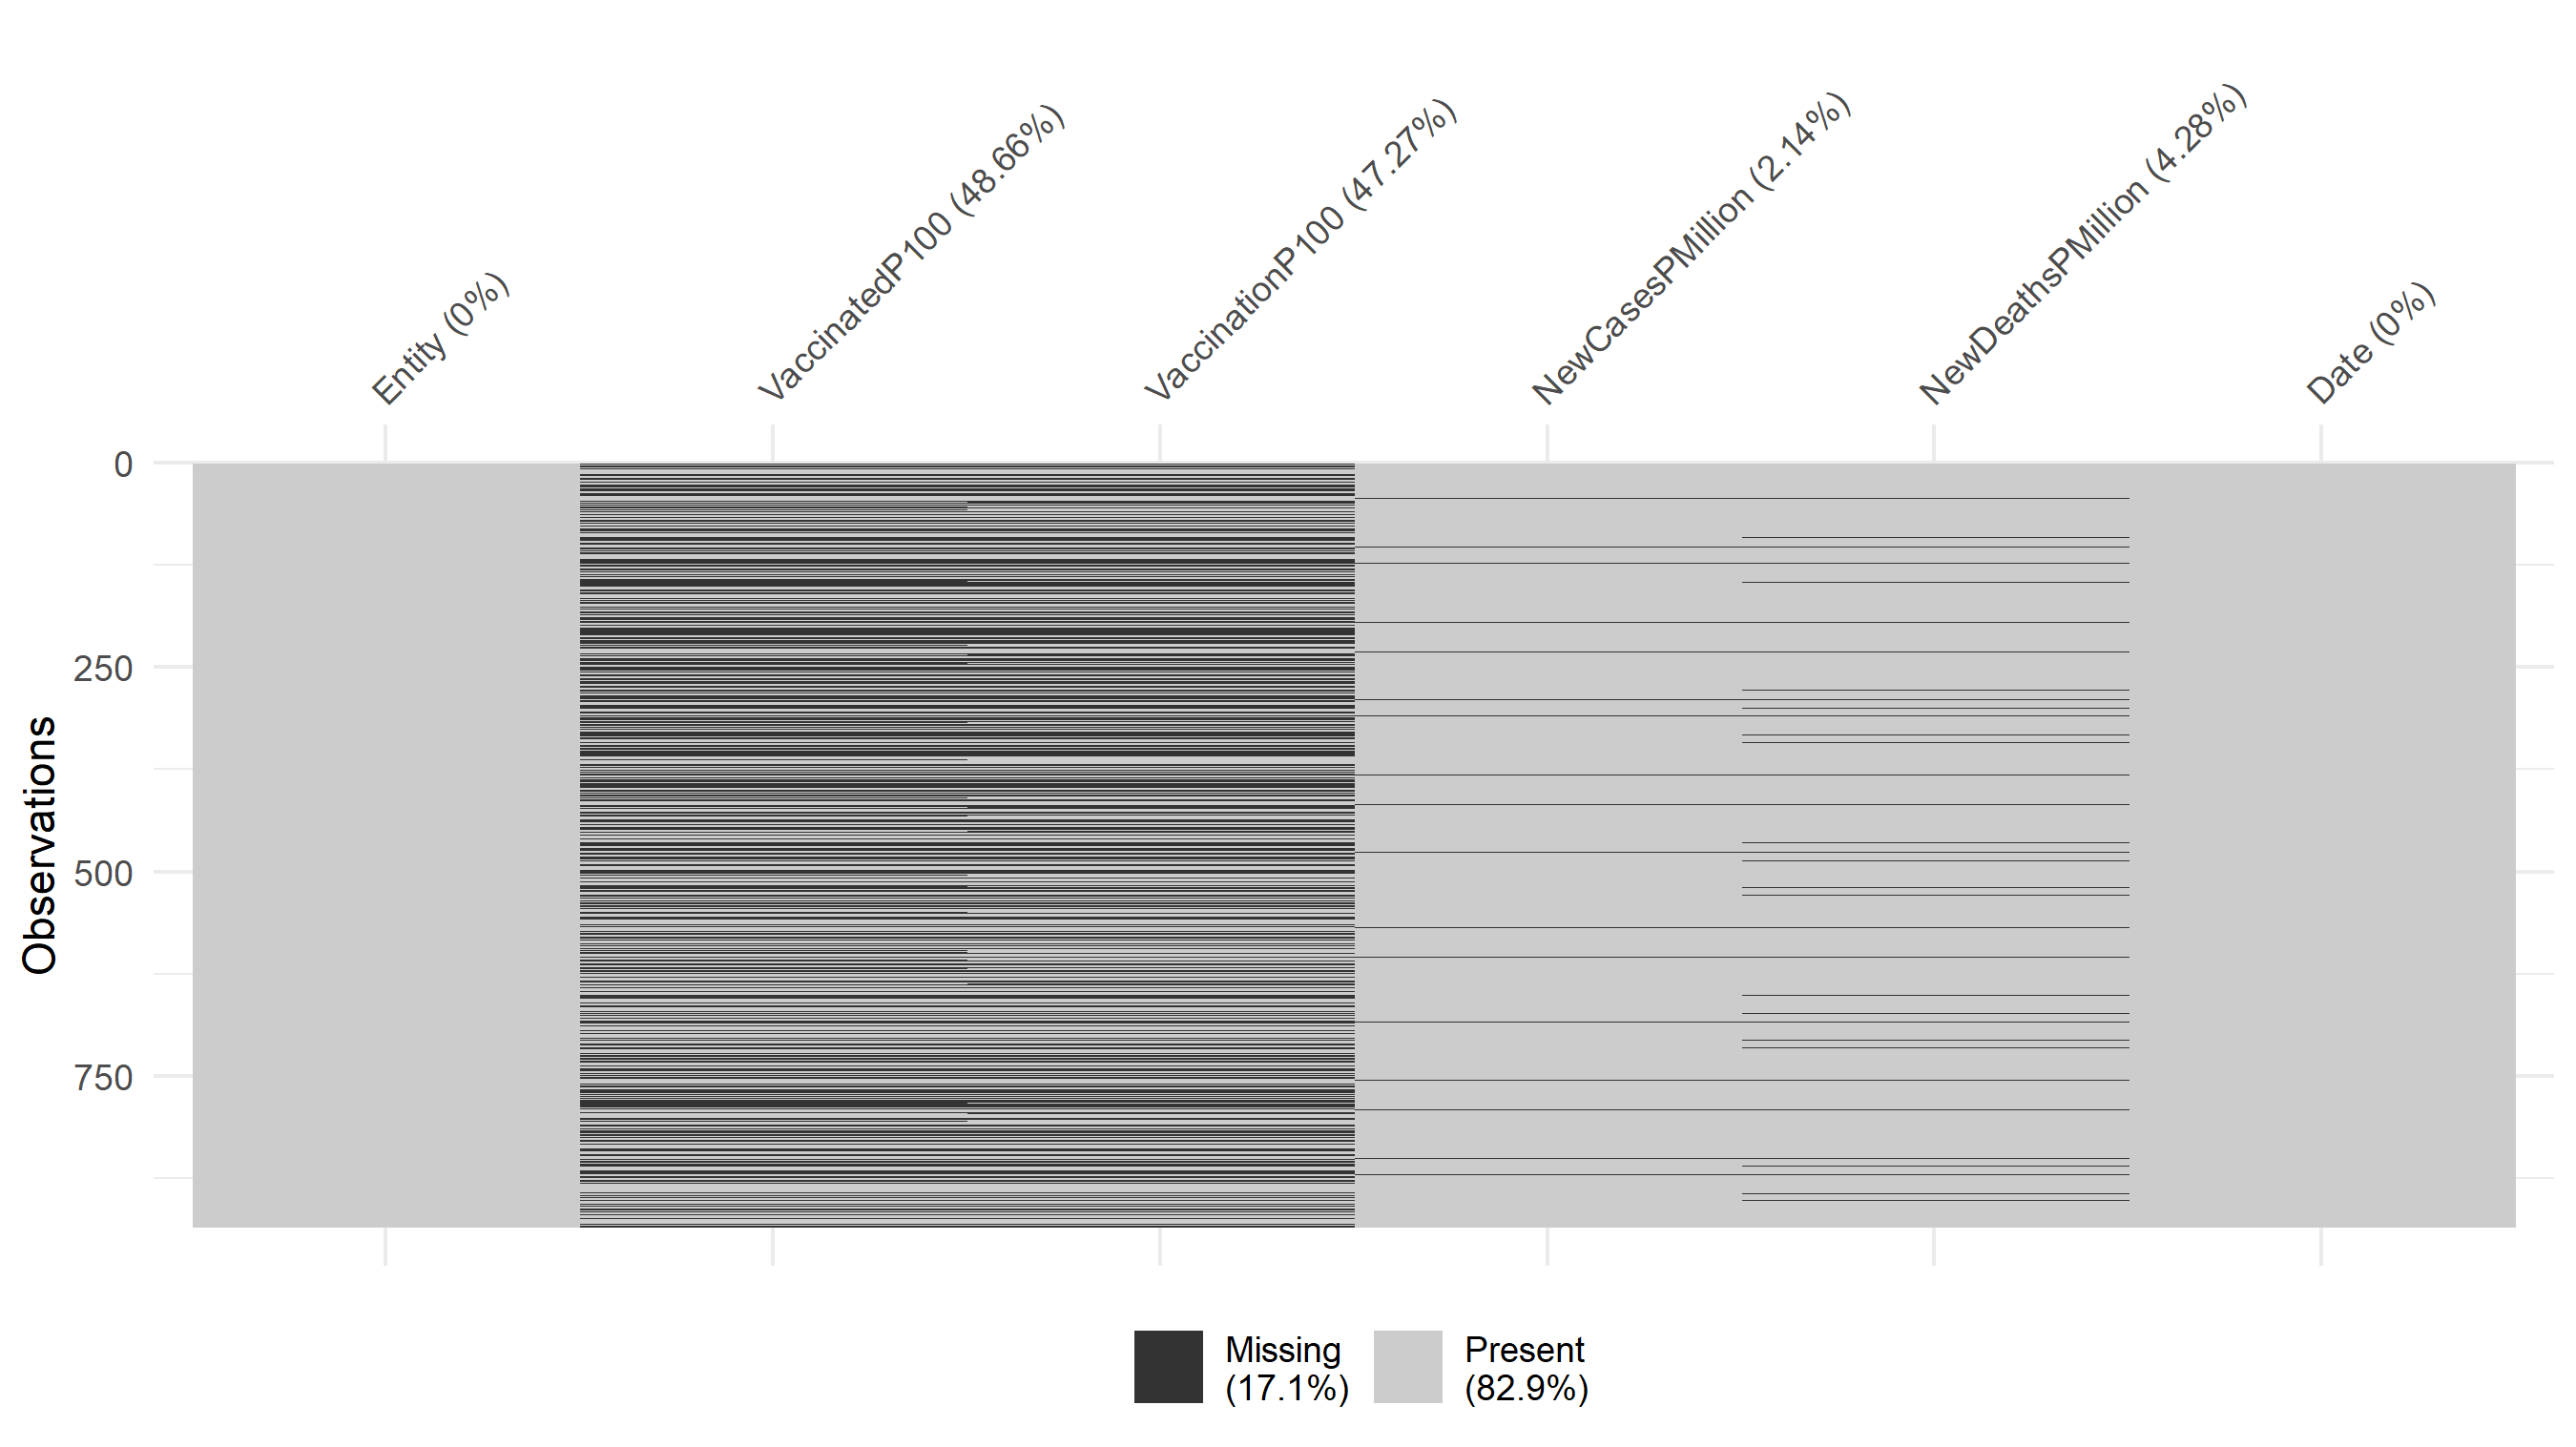 Entity (0%)
VaccinatedP100 (48.66%)
VaccinationP100 (47.27%)
NewCasesPMillion (2.14%)
NewDeathsPMillion (4.28%)
Date (0%)
Observations
0
250
500
750
Missing
(17.1%)
Present
(82.9%)